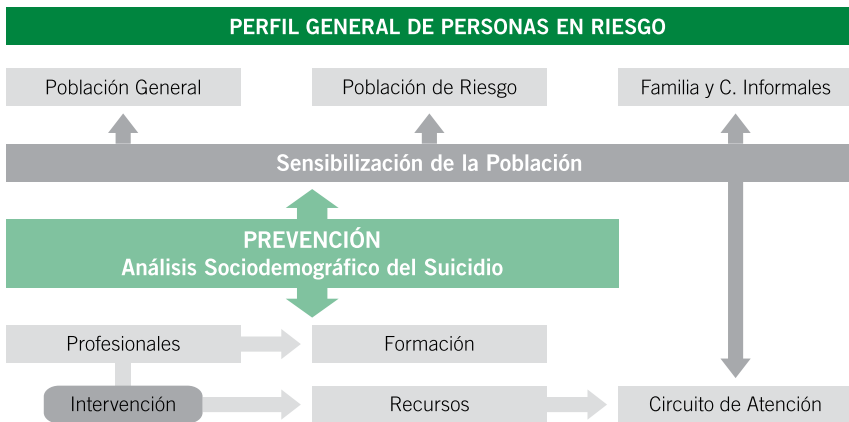 PERFIL GENERAL DE PERSONAS EN RIESGO
Población General
Población de Riesgo
Familia y C. Informales
Sensibilización de la Población
PREVENCIÓN
Análisis Sociodemográfico del Suicidio
Profesionales
Formación
Intervención
Recursos
Circuito de Atención